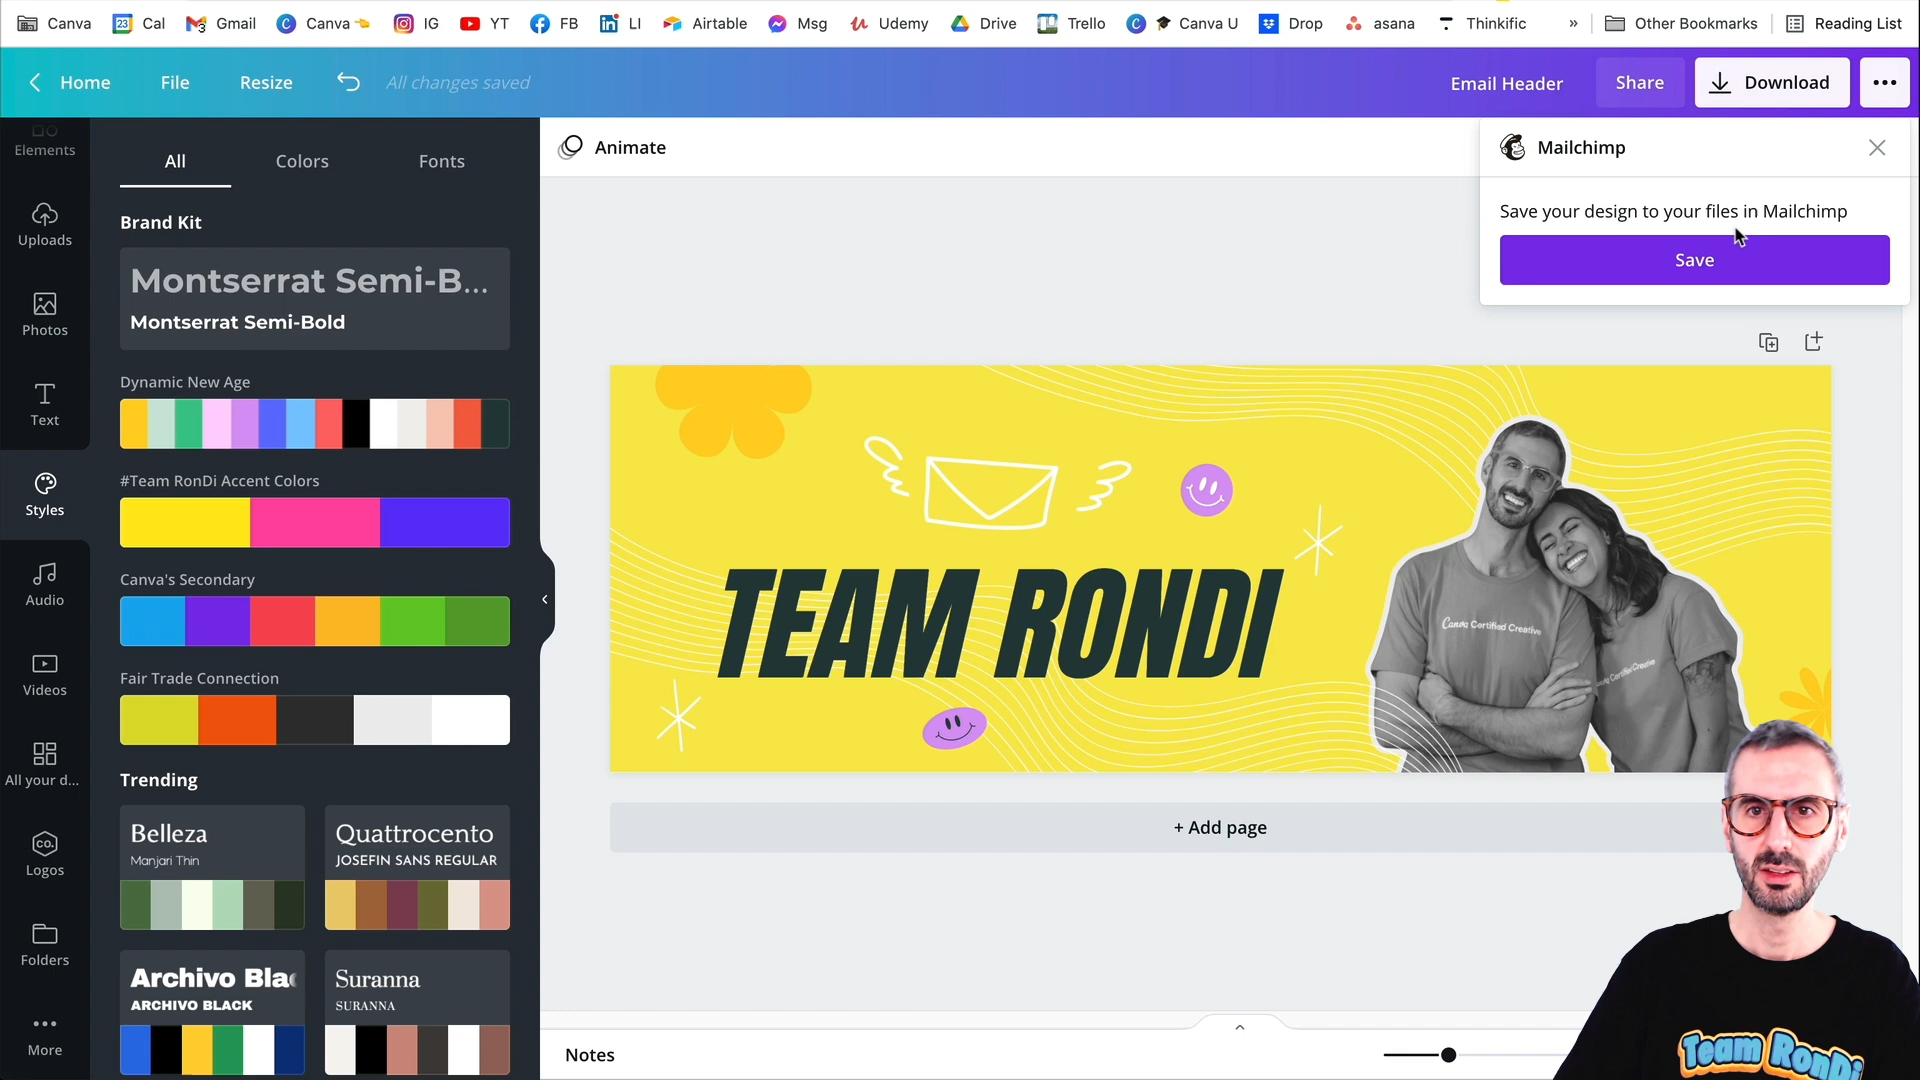 Canva
23
Cal
Gmail
Canva 👈
IG
YT
FB
LI
Airtable
Msg
Udemy
Drive
Trello
Canva U
Drop
asana
Thinkific
»
Other Bookmarks
Reading List
Home
File
Resize
All changes saved
Email Header
Share
Download
Elements
Uploads
Photos
Text
Styles
Audio
Videos
All your d...
CO.
Logos
Folders
More
All
Colors
Fonts
Brand Kit
Montserrat Semi-B...
Montserrat Semi-Bold
Dynamic New Age
#Team RonDi Accent Colors
Canva's Secondary
Fair Trade Connection
Trending
Belleza
Manjari Thin
Quattrocento
JOSEFIN SANS REGULAR
Archivo Bla
ARCHIVO BLACK
Suranna
SURANNA
Animate
Mailchimp
Save your design to your files in Mailchimp
Save
TEAM RONDI
Canva Certified Creative
Certified Creative
+ Add page
Notes
Team RonDi